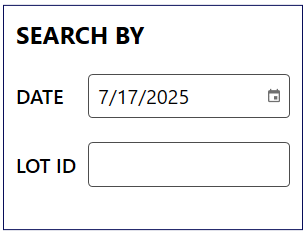 SEARCH BY
DATE 7/17/2025
LOT ID